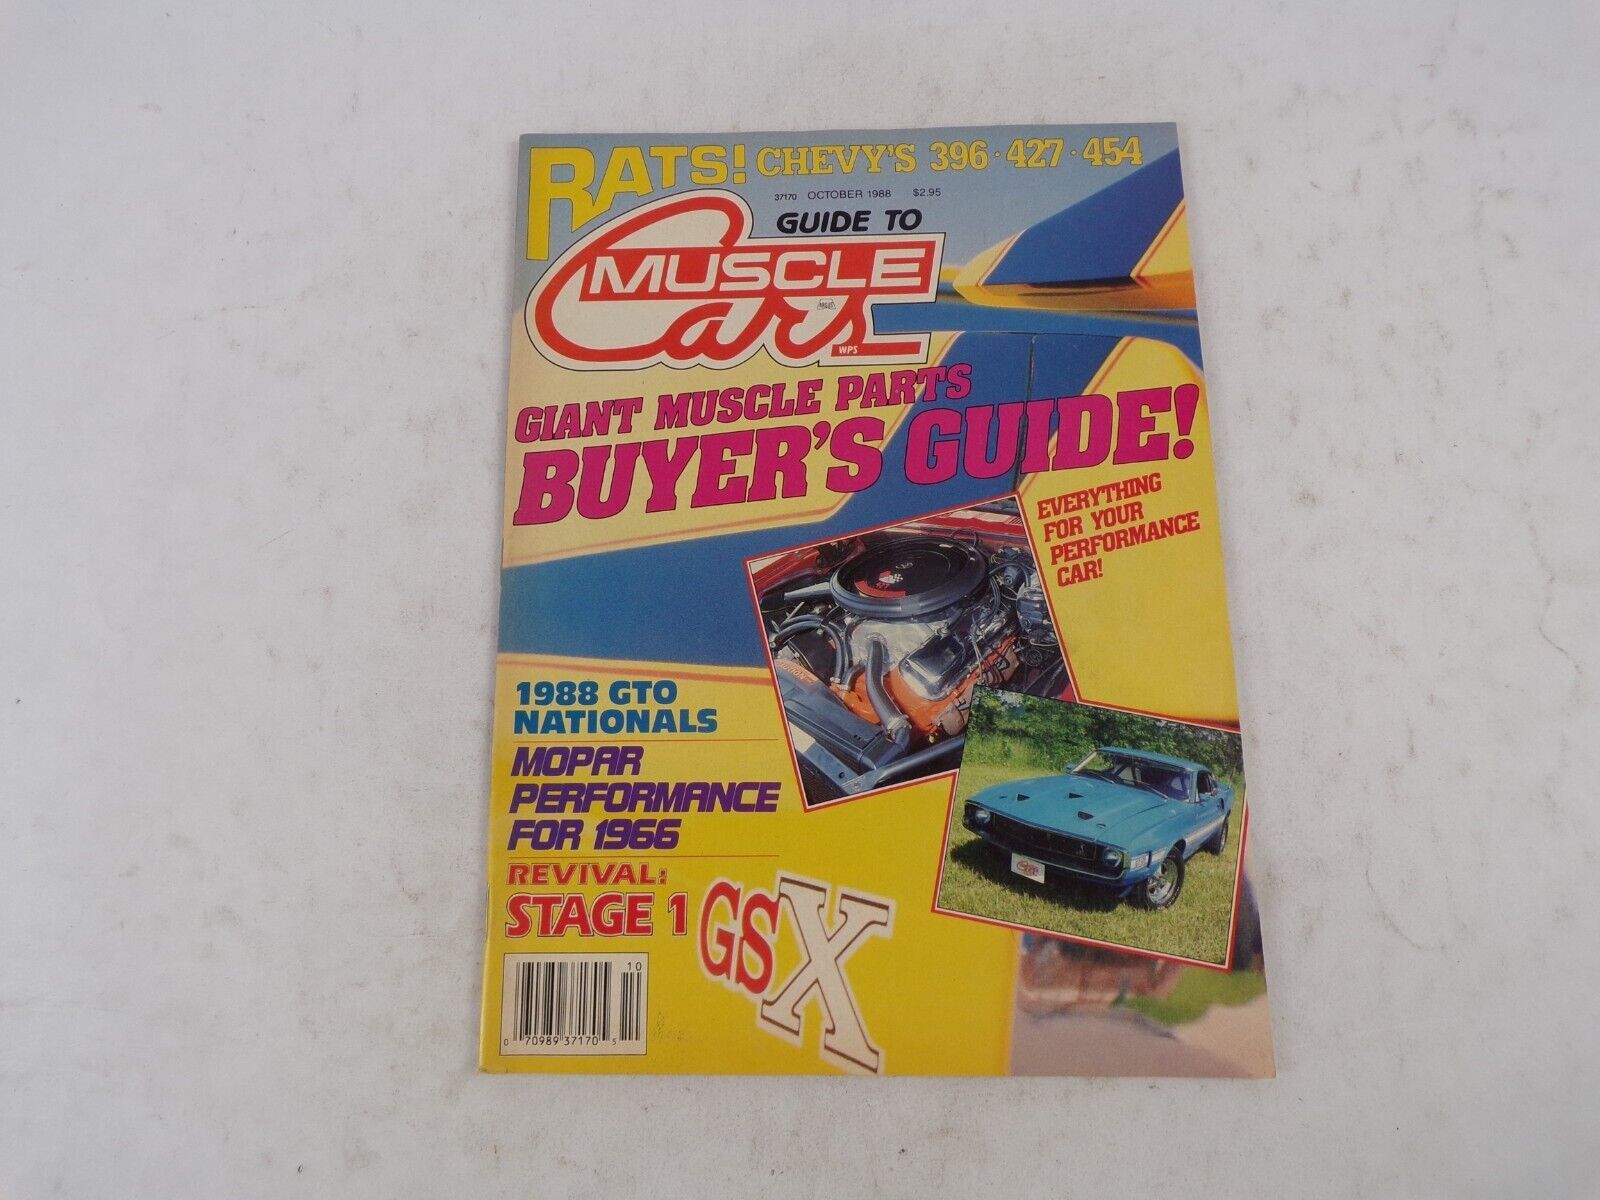 RATS! CHEVY'S 396 · 427 · 454
37170 OCTOBER 1988 $2.95
GUIDE TO
MUSCLE
Cars
ARGUS
WPS
GIANT MUSCLE PARTS
BUYER'S GUIDE!
EVERYTHING
FOR YOUR
PERFORMANCE
CAR!
1988 GTO
NATIONALS
MOPAR
PERFORMANCE
FOR 1966
REVIVAL:
STAGE 1
GSX
10
0 70989 37170 5